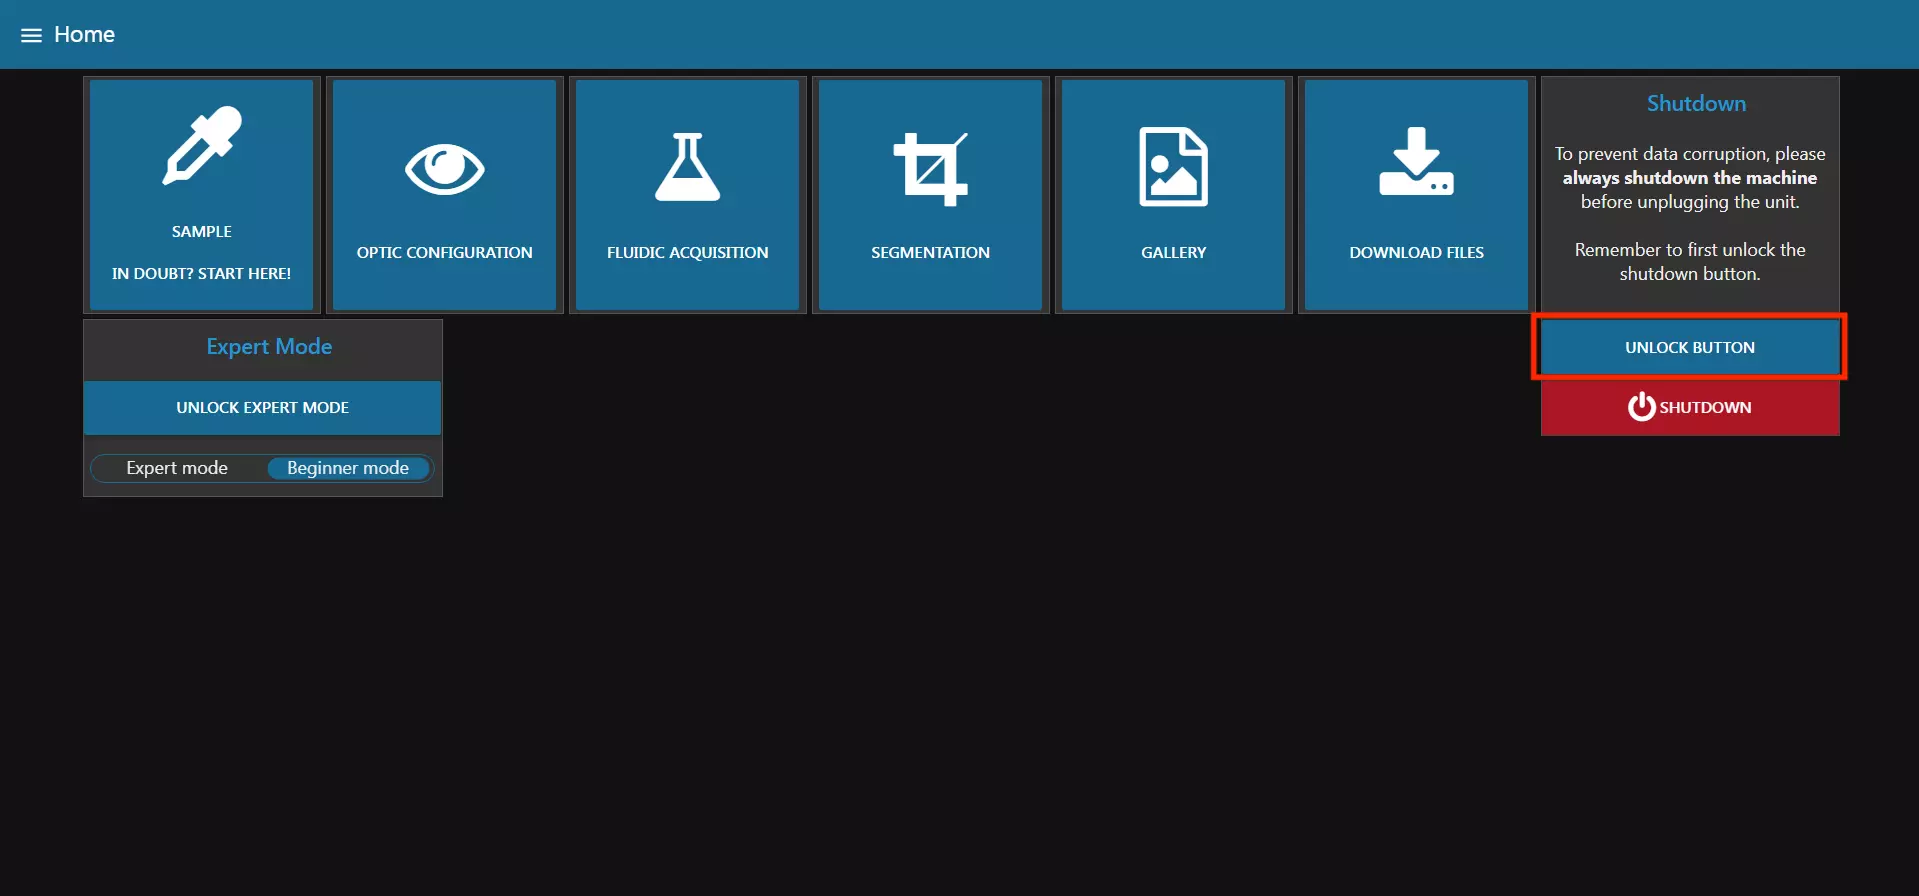 Home
SAMPLE
IN DOUBT? START HERE!
OPTIC CONFIGURATION
FLUIDIC ACQUISITION
SEGMENTATION
GALLERY
DOWNLOAD FILES
Shutdown
To prevent data corruption, please
always shutdown the machine
before unplugging the unit.
Remember to first unlock the
shutdown button.
UNLOCK BUTTON
SHUTDOWN
Expert Mode
UNLOCK EXPERT MODE
Expert mode
Beginner mode